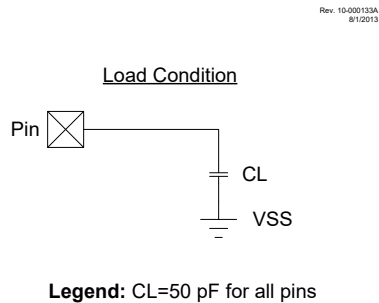 Rev. 10-000133A
8/1/2013
Load Condition
Pin
CL
VSS
Legend: CL=50 pF for all pins